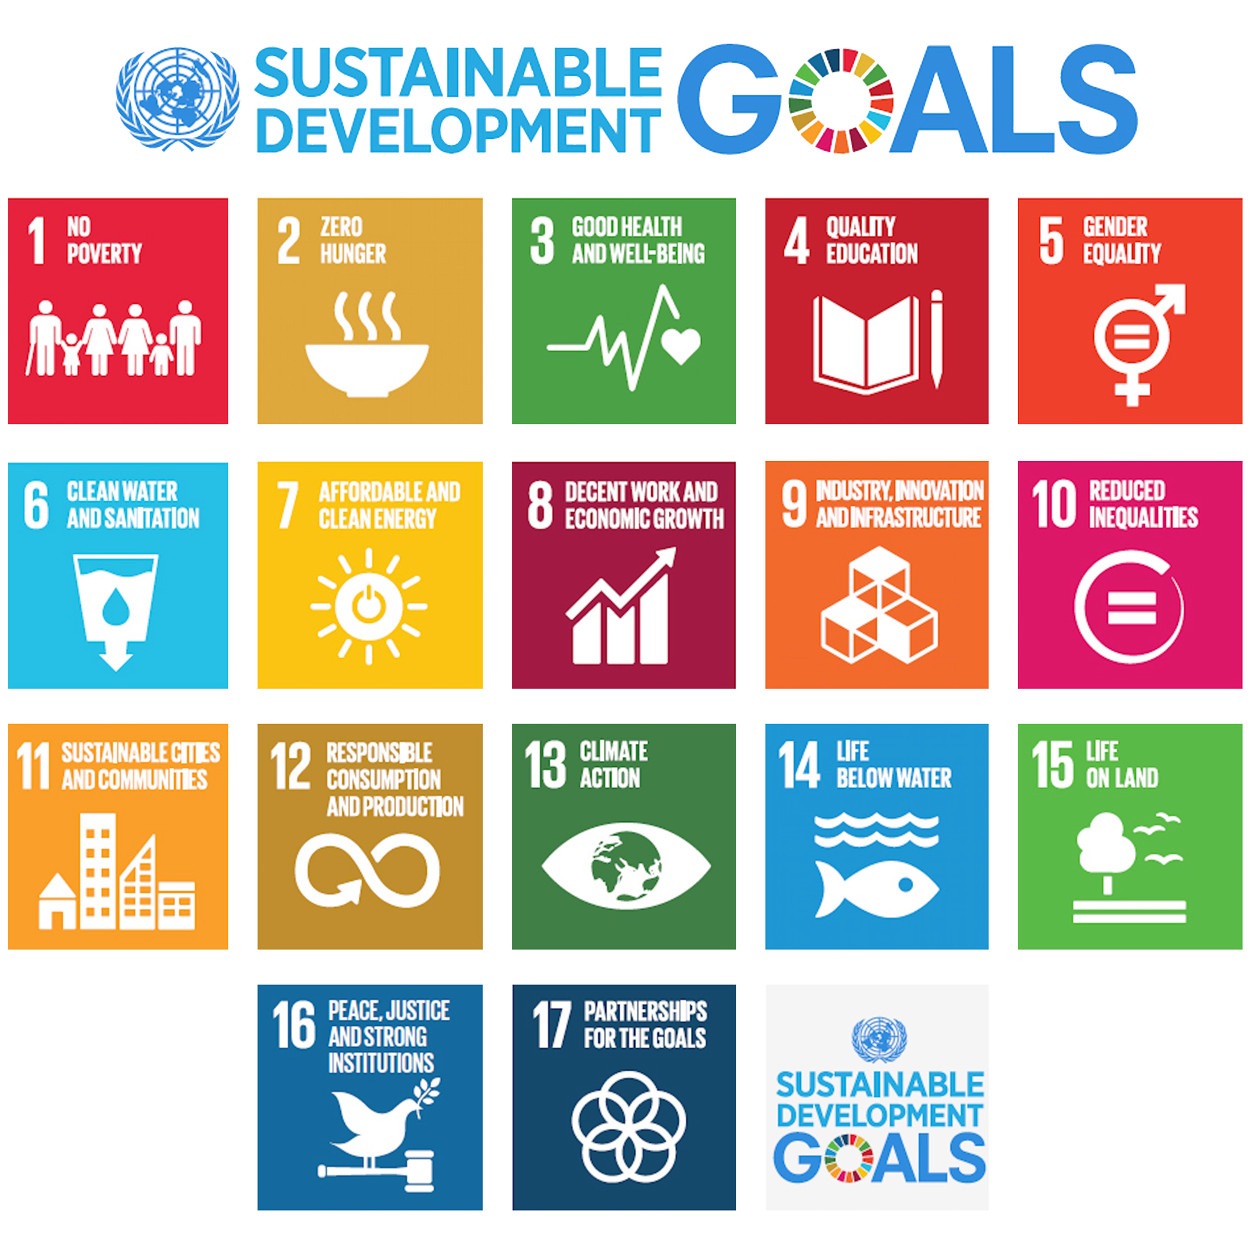 SUSTAINABLE
DEVELOPMENT
GOALS
1 NO
POVERTY
2 ZERO
HUNGER
3 GOOD HEALTH
AND WELL-BEING
4 QUALITY
EDUCATION
5 GENDER
EQUALITY
6 CLEAN WATER
AND SANITATION
7 AFFORDABLE AND
CLEAN ENERGY
8 DECENT WORK AND
ECONOMIC GROWTH
9 INDUSTRY, INNOVATION
AND INFRASTRUCTURE
10 REDUCED
INEQUALITIES
11 SUSTAINABLE CITIES
AND COMMUNITIES
12 RESPONSIBLE
CONSUMPTION
AND PRODUCTION
13 CLIMATE
ACTION
14 LIFE
BELOW WATER
15 LIFE
ON LAND
16 PEACE, JUSTICE
AND STRONG
INSTITUTIONS
17 PARTNERSHIPS
FOR THE GOALS
SUSTAINABLE
DEVELOPMENT
GOALS